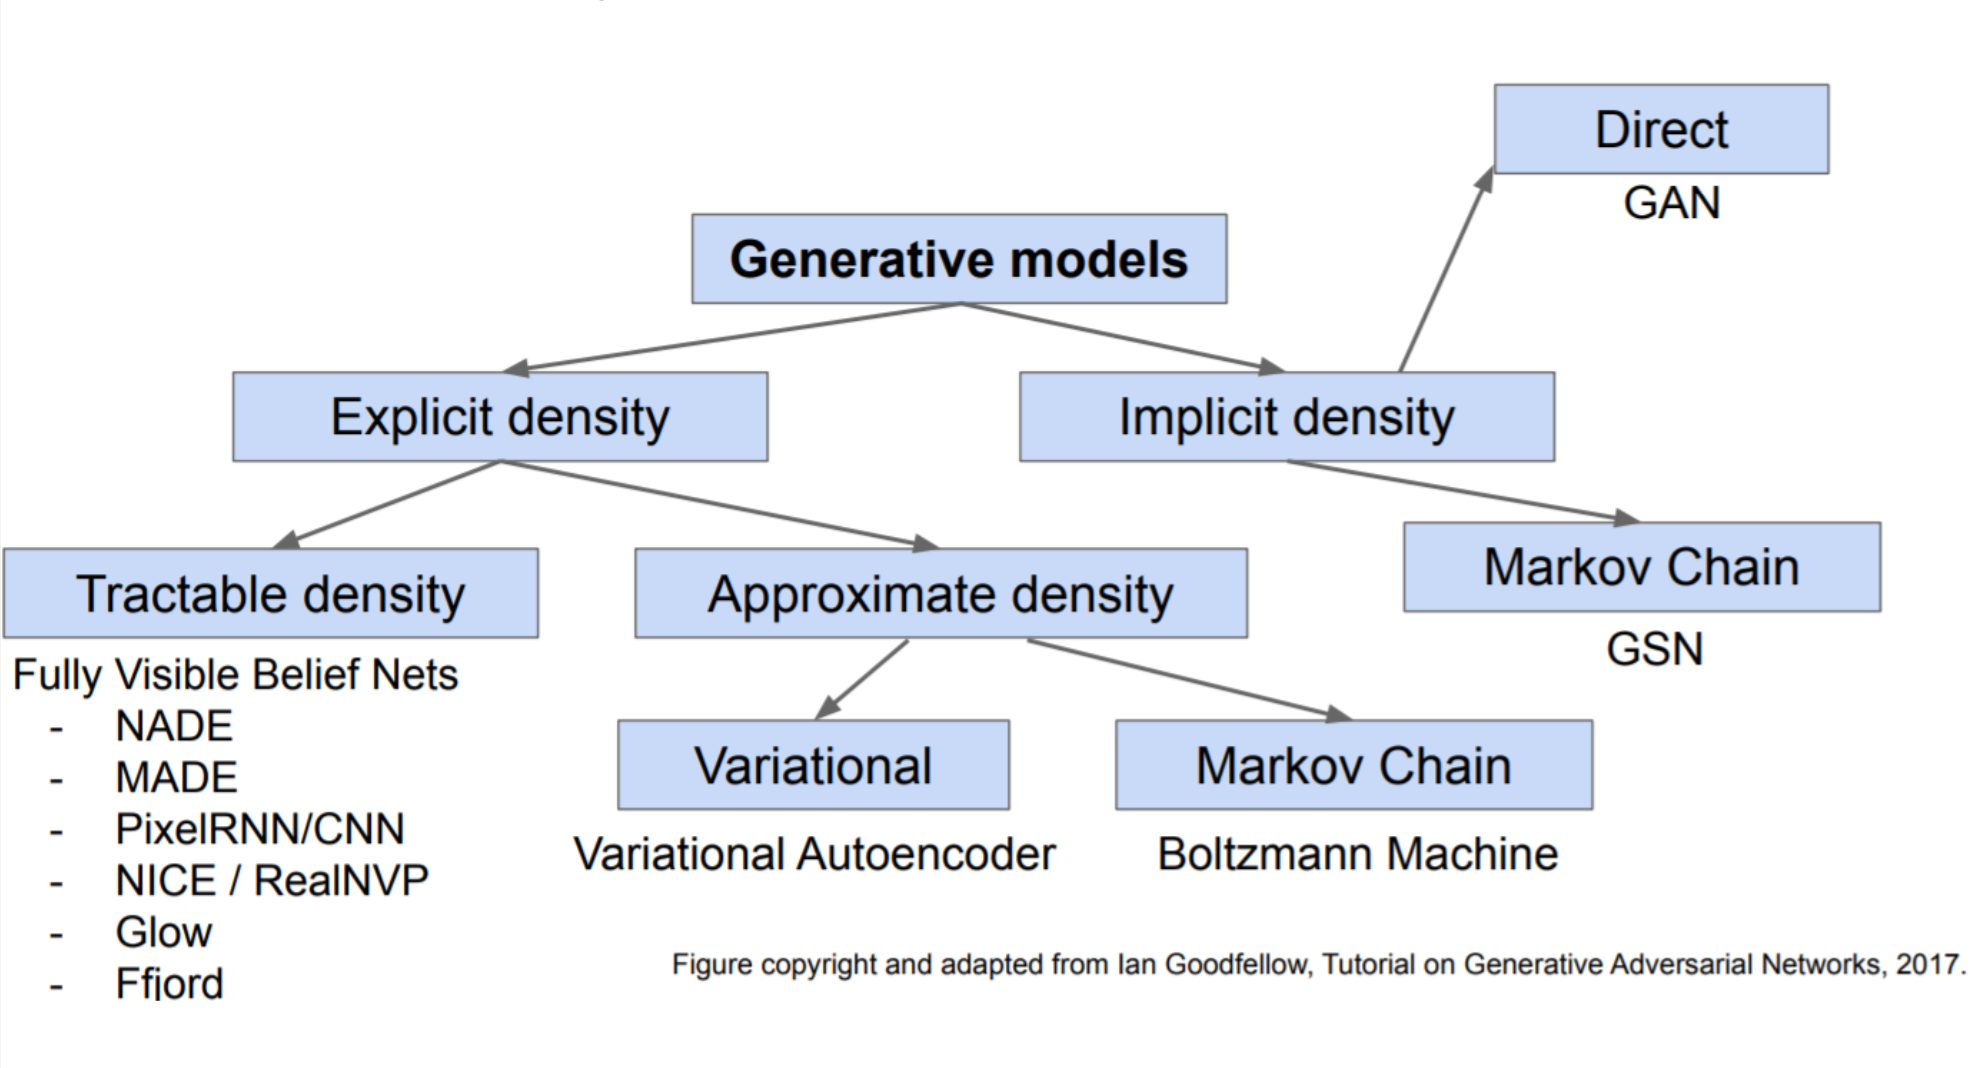 Direct
GAN
Generative models
Explicit density
Implicit density
Tractable density
Approximate density
Markov Chain
GSN
Fully Visible Belief Nets
- NADE
- MADE
- PixelRNN/CNN
- NICE / RealNVP
- Glow
- Ffjord
Variational
Markov Chain
Variational Autoencoder
Boltzmann Machine
Figure copyright and adapted from Ian Goodfellow, Tutorial on Generative Adversarial Networks, 2017.